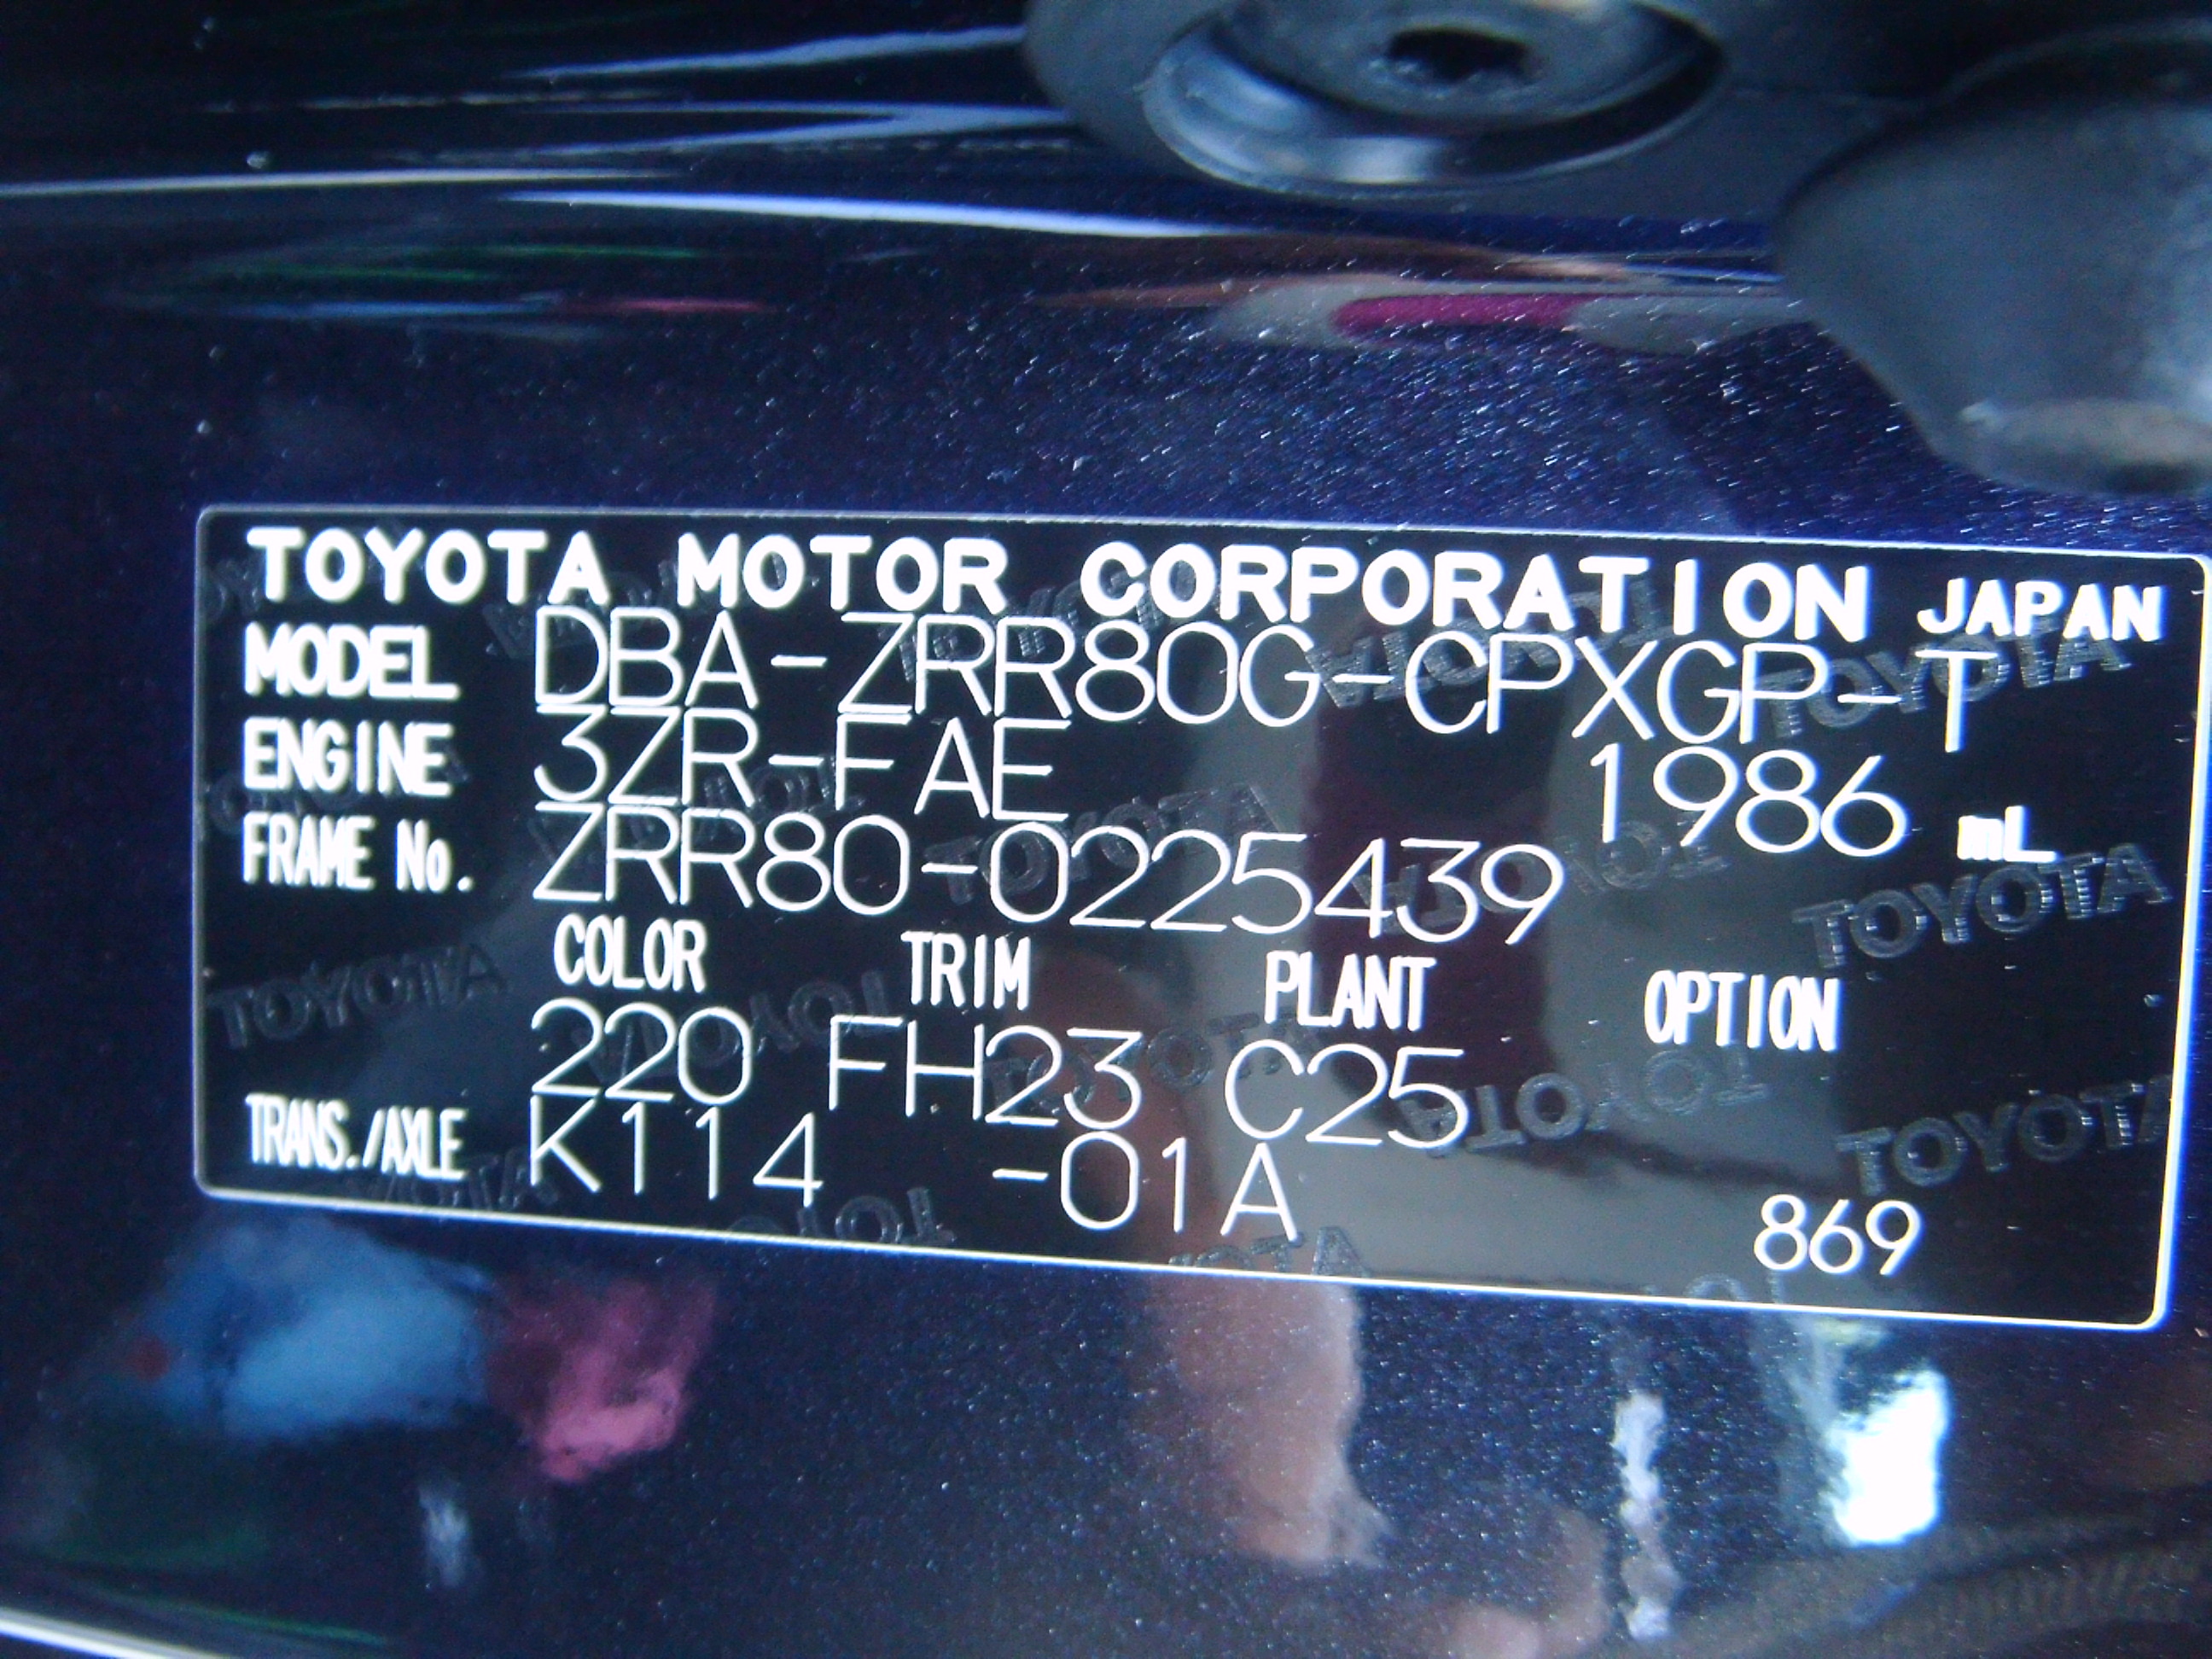 TOYOTA MOTOR CORPORATION JAPAN
MODEL DBA-ZRR80G-CPXGP-T
ENGINE 3ZR-FAE 1986 mL
FRAME No. ZRR80-0225439
COLOR TRIM PLANT OPTION
220 FH23 C25
TRANS./AXLE K114 -01A
869